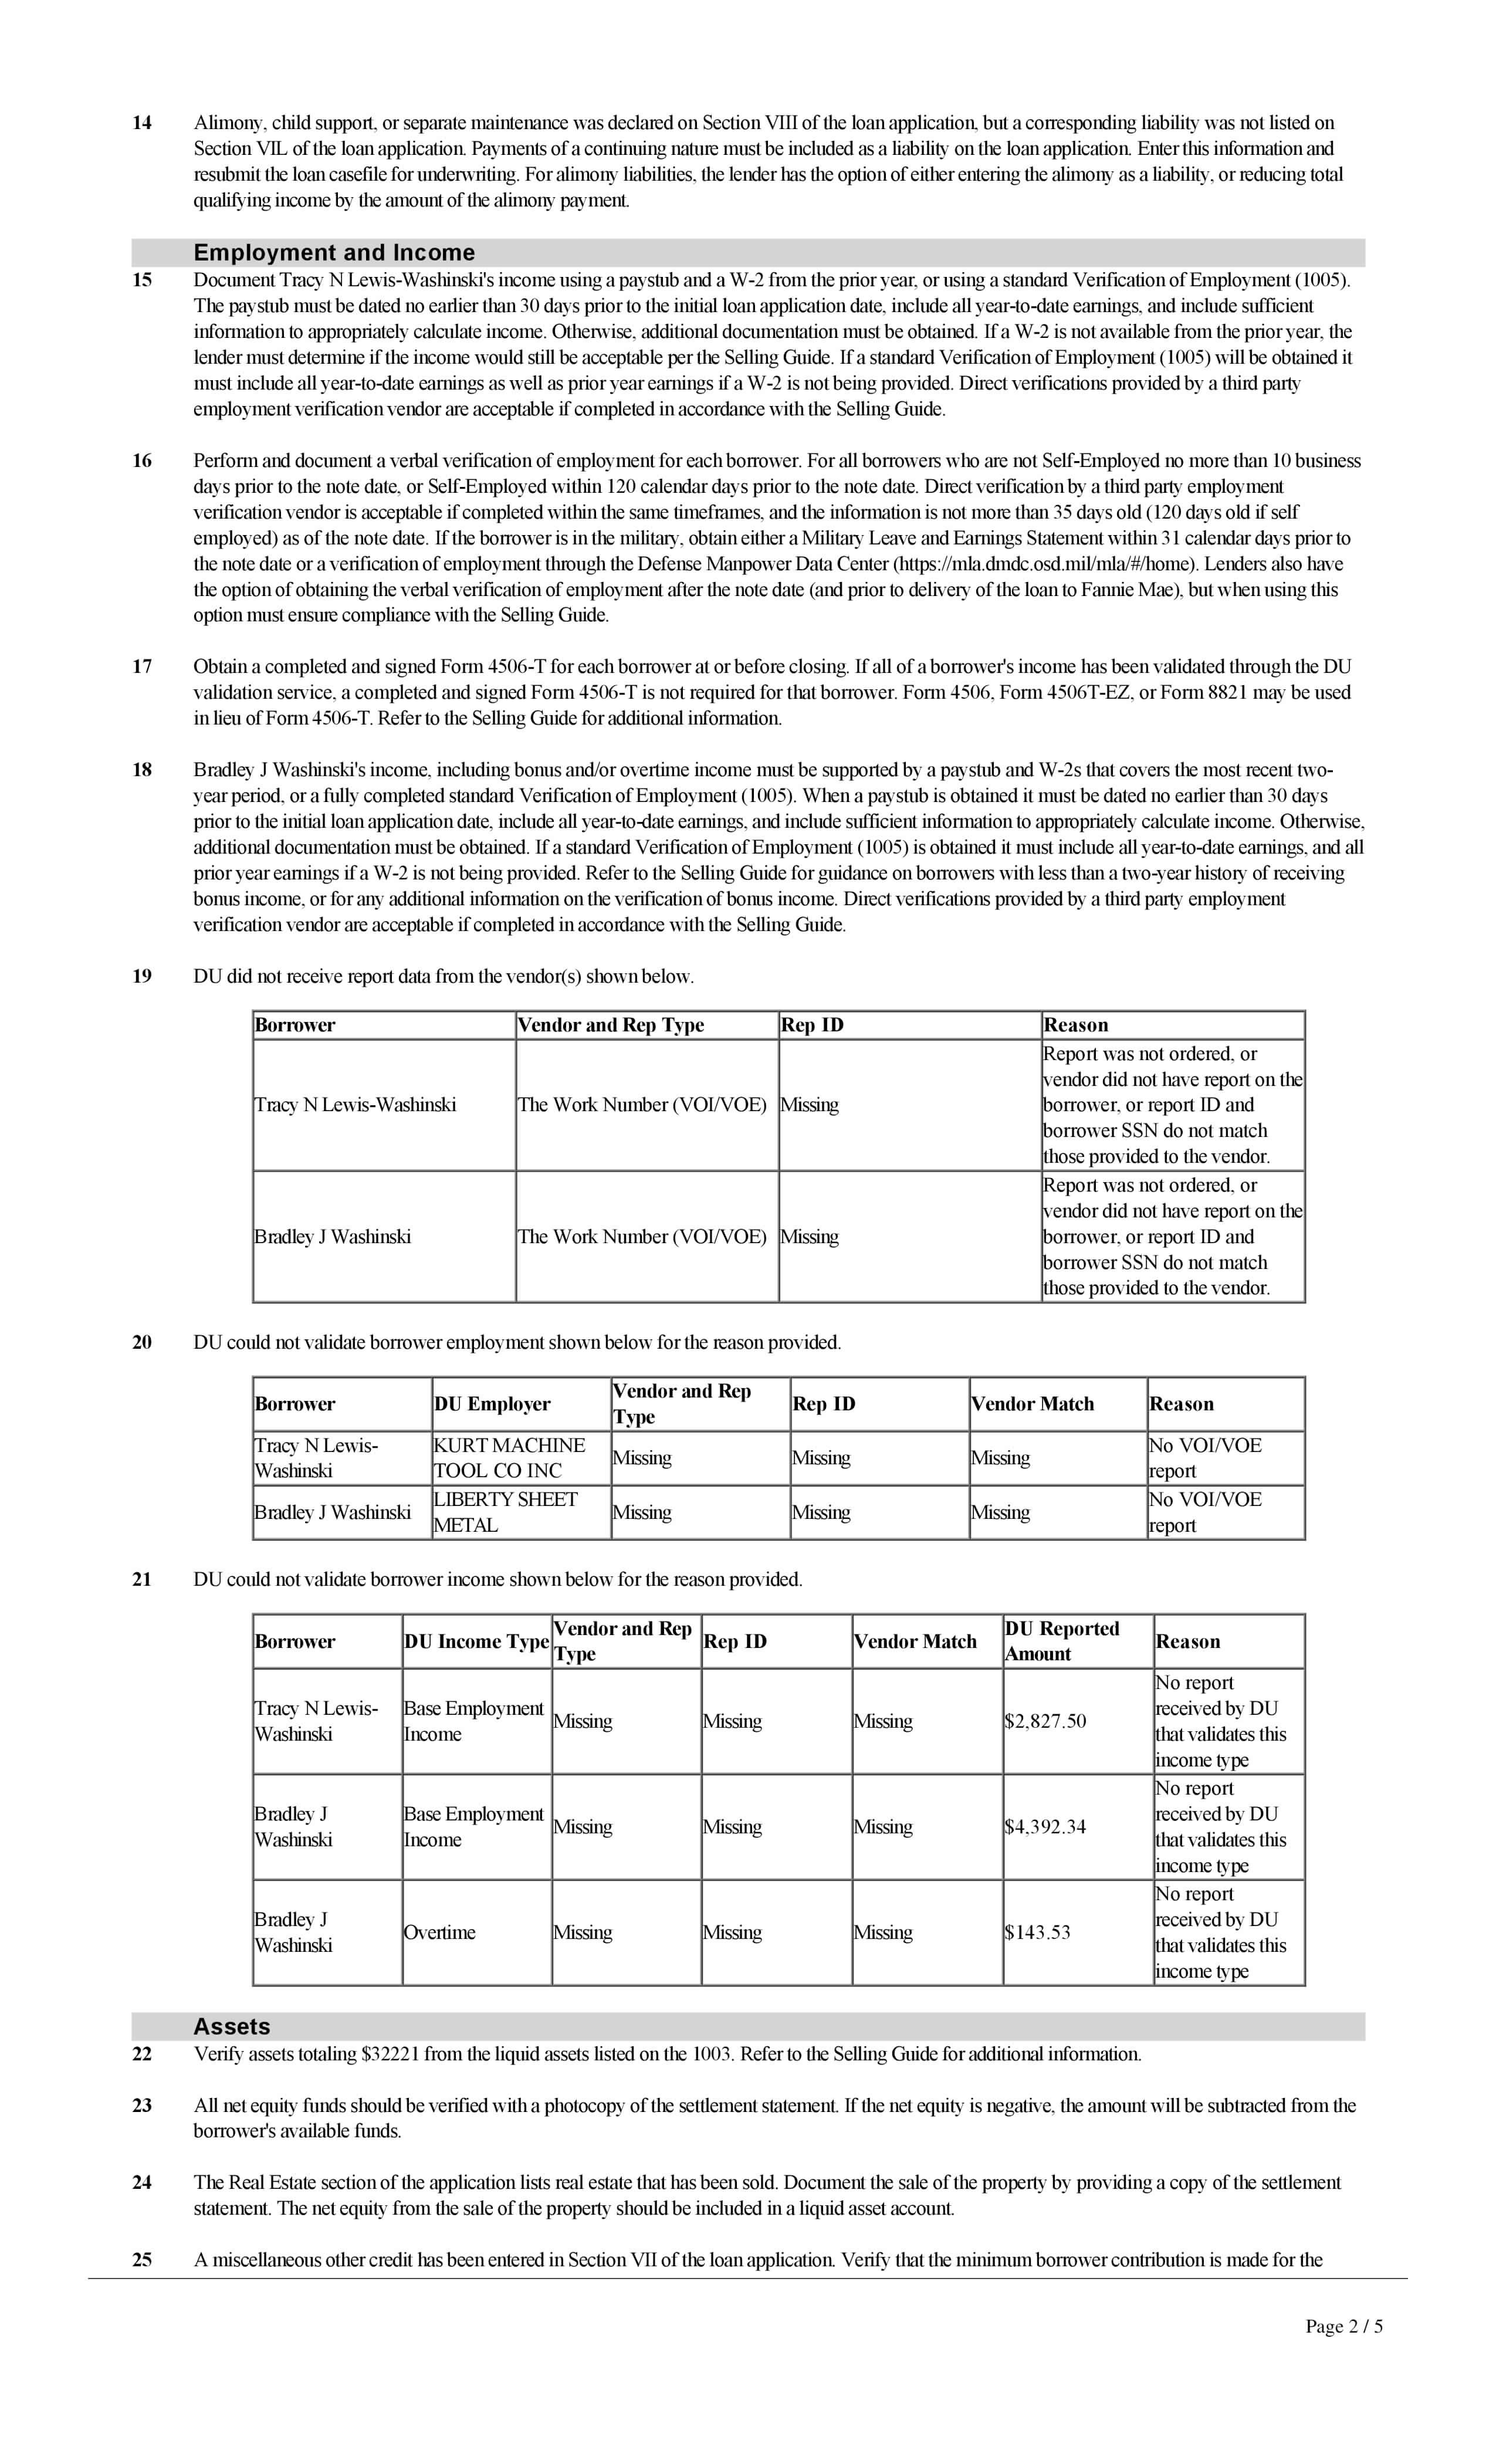 14 Alimony, child support, or separate maintenance was declared on Section VIII of the loan application, but a corresponding liability was not listed on
Section VIL of the loan application. Payments of a continuing nature must be included as a liability on the loan application. Enter this information and
resubmit the loan casefile for underwriting. For alimony liabilities, the lender has the option of either entering the alimony as a liability, or reducing total
qualifying income by the amount of the alimony payment.
Employment and Income
15 Document Tracy N Lewis-Washinski's income using a paystub and a W-2 from the prior year, or using a standard Verification of Employment (1005).
The paystub must be dated no earlier than 30 days prior to the initial loan application date, include all year-to-date earnings, and include sufficient
information to appropriately calculate income. Otherwise, additional documentation must be obtained. If a W-2 is not available from the prior year, the
lender must determine if the income would still be acceptable per the Selling Guide. If a standard Verification of Employment (1005) will be obtained it
must include all year-to-date earnings as well as prior year earnings if a W-2 is not being provided. Direct verifications provided by a third party
employment verification vendor are acceptable if completed in accordance with the Selling Guide.
16 Perform and document a verbal verification of employment for each borrower. For all borrowers who are not Self-Employed no more than 10 business
days prior to the note date, or Self-Employed within 120 calendar days prior to the note date. Direct verification by a third party employment
verification vendor is acceptable if completed within the same timeframes, and the information is not more than 35 days old (120 days old if self
employed) as of the note date. If the borrower is in the military, obtain either a Military Leave and Earnings Statement within 31 calendar days prior to
the note date or a verification of employment through the Defense Manpower Data Center (https://mla.dmdc.osd.mil/mla/#/home). Lenders also have
the option of obtaining the verbal verification of employment after the note date (and prior to delivery of the loan to Fannie Mae), but when using this
option must ensure compliance with the Selling Guide.
17 Obtain a completed and signed Form 4506-T for each borrower at or before closing. If all of a borrower's income has been validated through the DU
validation service, a completed and signed Form 4506-T is not required for that borrower. Form 4506, Form 4506T-EZ, or Form 8821 may be used
in lieu of Form 4506-T. Refer to the Selling Guide for additional information.
18 Bradley J Washinski's income, including bonus and/or overtime income must be supported by a paystub and W-2s that covers the most recent two-
year period, or a fully completed standard Verification of Employment (1005). When a paystub is obtained it must be dated no earlier than 30 days
prior to the initial loan application date, include all year-to-date earnings, and include sufficient information to appropriately calculate income. Otherwise,
additional documentation must be obtained. If a standard Verification of Employment (1005) is obtained it must include all year-to-date earnings, and all
prior year earnings if a W-2 is not being provided. Refer to the Selling Guide for guidance on borrowers with less than a two-year history of receiving
bonus income, or for any additional information on the verification of bonus income. Direct verifications provided by a third party employment
verification vendor are acceptable if completed in accordance with the Selling Guide.
19 DU did not receive report data from the vendor(s) shown below.
Borrower Vendor and Rep Type Rep ID Reason
Tracy N Lewis-Washinski The Work Number (VOI/VOE) Missing Report was not ordered, or
vendor did not have report on the
borrower, or report ID and
borrower SSN do not match
those provided to the vendor.
Bradley J Washinski The Work Number (VOI/VOE) Missing Report was not ordered, or
vendor did not have report on the
borrower, or report ID and
borrower SSN do not match
those provided to the vendor.
20 DU could not validate borrower employment shown below for the reason provided.
Borrower DU Employer Vendor and Rep
Type Rep ID Vendor Match Reason
Tracy N Lewis-
Washinski KURT MACHINE
TOOL CO INC Missing Missing Missing No VOI/VOE
report
Bradley J Washinski LIBERTY SHEET
METAL Missing Missing Missing No VOI/VOE
report
21 DU could not validate borrower income shown below for the reason provided.
Borrower DU Income Type Vendor and Rep
Type Rep ID Vendor Match DU Reported
Amount Reason
Tracy N Lewis-
Washinski Base Employment
Income Missing Missing Missing $2,827.50 No report
received by DU
that validates this
income type
Bradley J
Washinski Base Employment
Income Missing Missing Missing $4,392.34 No report
received by DU
that validates this
income type
Bradley J
Washinski Overtime Missing Missing Missing $143.53 No report
received by DU
that validates this
income type
Assets
22 Verify assets totaling $32221 from the liquid assets listed on the 1003. Refer to the Selling Guide for additional information.
23 All net equity funds should be verified with a photocopy of the settlement statement. If the net equity is negative, the amount will be subtracted from the
borrower's available funds.
24 The Real Estate section of the application lists real estate that has been sold. Document the sale of the property by providing a copy of the settlement
statement. The net equity from the sale of the property should be included in a liquid asset account.
25 A miscellaneous other credit has been entered in Section VII of the loan application. Verify that the minimum borrower contribution is made for the
Page 2 / 5